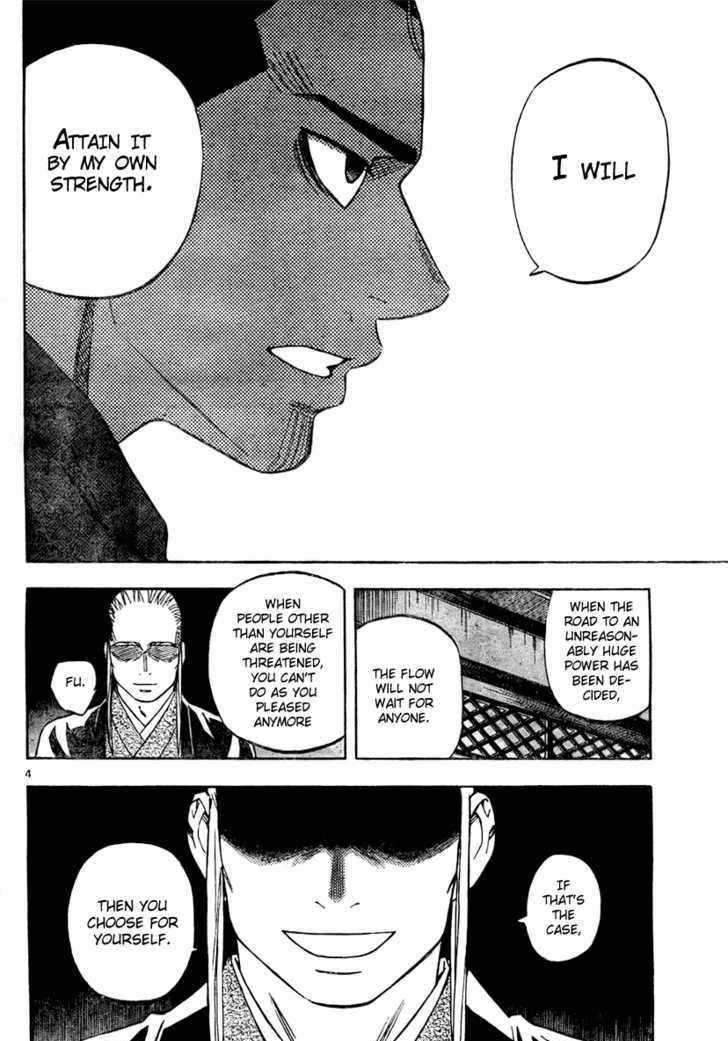 I WILL
ATTAIN IT
BY MY OWN
STRENGTH.
WHEN THE
ROAD TO AN
UNREASON-
ABLY HUGE
POWER HAS
BEEN DE-
CIDED,
THE FLOW
WILL NOT
WAIT FOR
ANYONE.
WHEN
PEOPLE OTHER
THAN YOURSELF
ARE BEING
THREATENED,
YOU CAN'T
DO AS YOU
PLEASED
ANYMORE
FU.
4
IF
THAT'S
THE
CASE,
THEN YOU
CHOOSE FOR
YOURSELF.